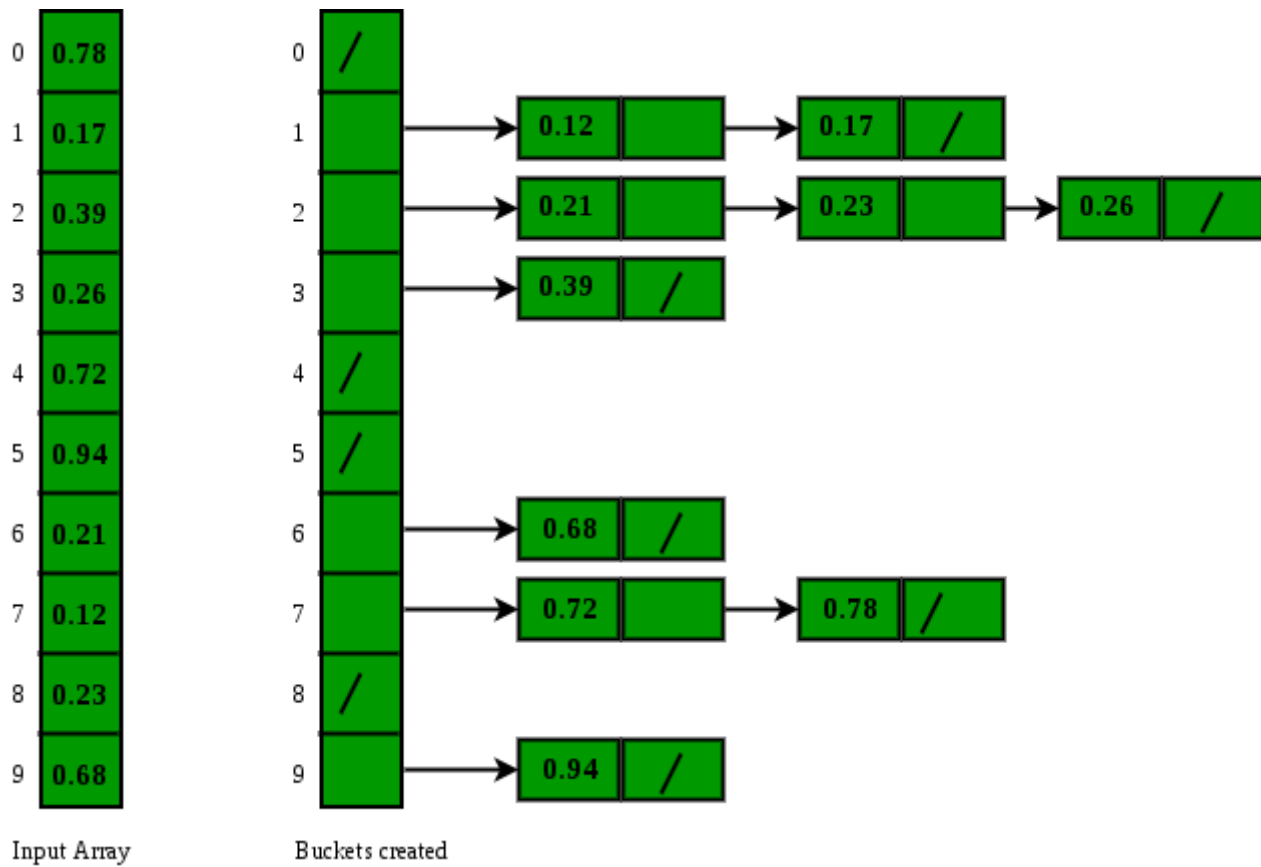 0 0.78 0 /
1 0.17 1 0.12 0.17 /
2 0.39 2 0.21 0.23 0.26 /
3 0.26 3 0.39 /
4 0.72 4 /
5 0.94 5 /
6 0.21 6 0.68 /
7 0.12 7 0.72 0.78 /
8 0.23 8 /
9 0.68 9 0.94 /
Input Array Buckets created